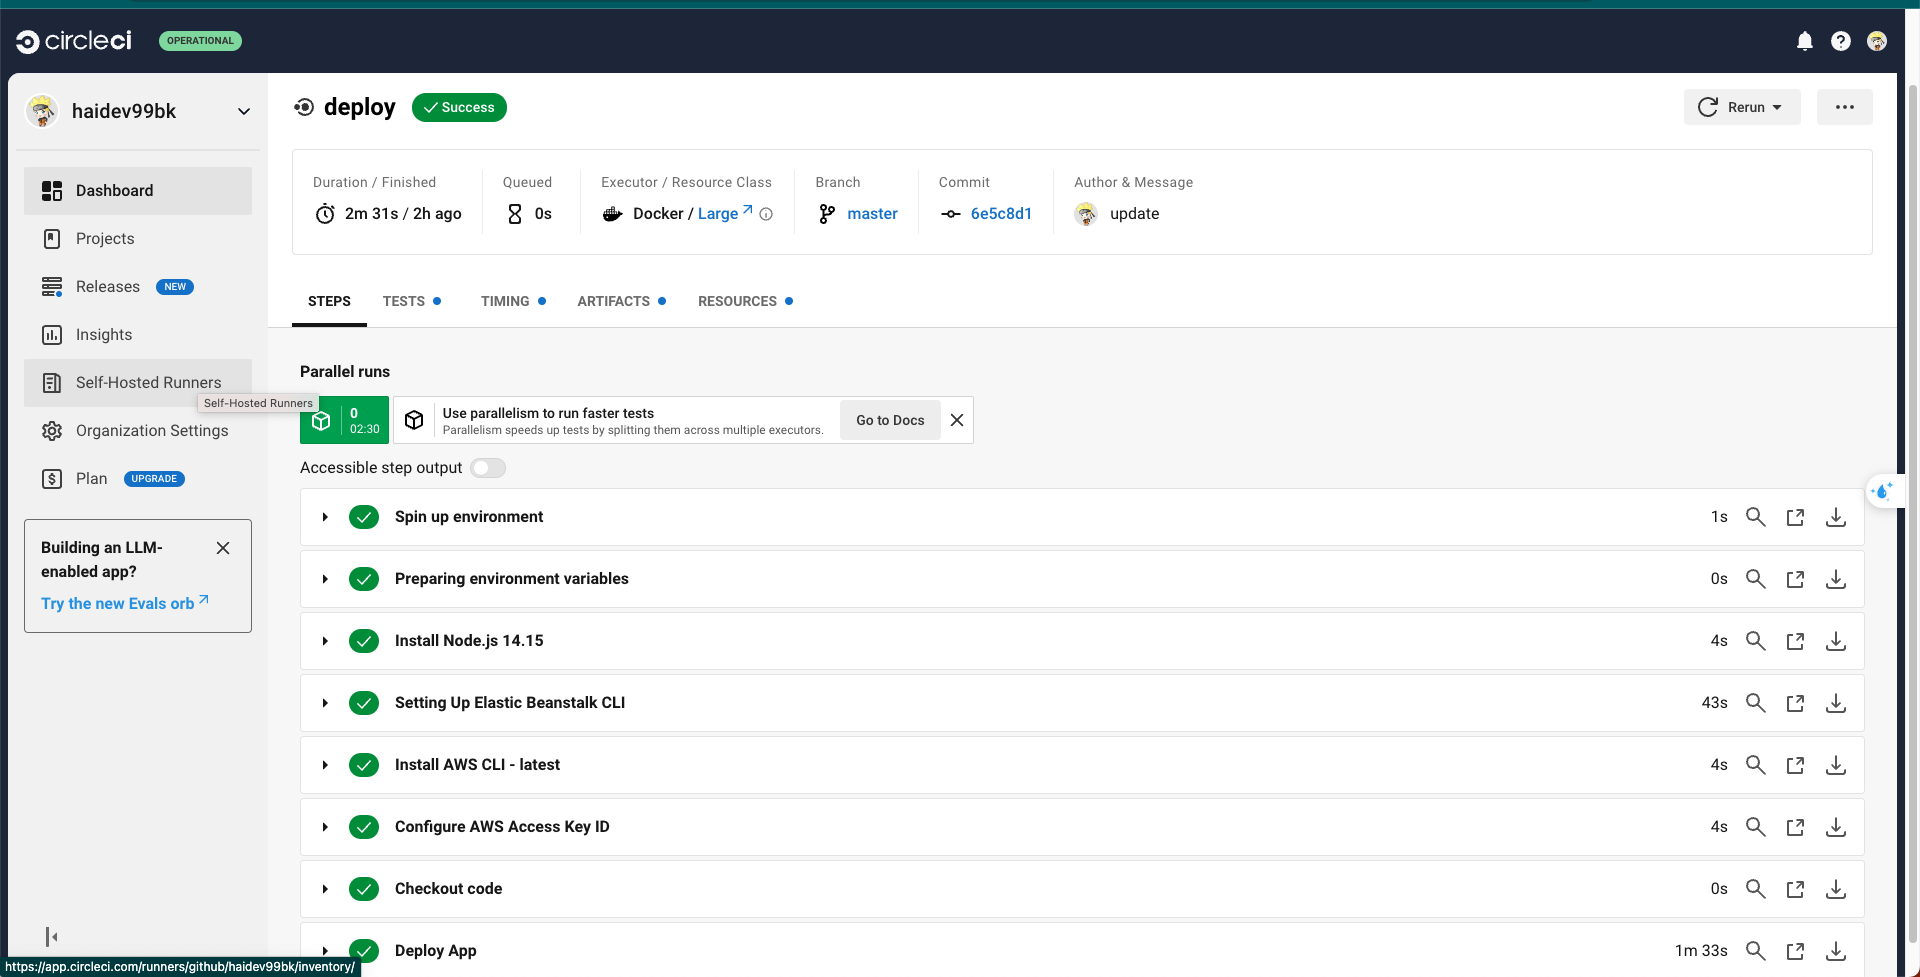 circleci
OPERATIONAL
haidev99bk
Dashboard
Projects
Releases NEW
Insights
Self-Hosted Runners
Self-Hosted Runners
Organization Settings
Plan UPGRADE
Building an LLM-
enabled app?
Try the new Evals orb
deploy Success
Rerun
Duration / Finished
2m 31s / 2h ago
Queued
0s
Executor / Resource Class
Docker / Large
Branch
master
Commit
6e5c8d1
Author & Message
update
STEPS TESTS TIMING ARTIFACTS RESOURCES
Parallel runs
0
02:30
Use parallelism to run faster tests
Parallelism speeds up tests by splitting them across multiple executors.
Go to Docs
Accessible step output
Spin up environment 1s
Preparing environment variables 0s
Install Node.js 14.15 4s
Setting Up Elastic Beanstalk CLI 43s
Install AWS CLI - latest 4s
Configure AWS Access Key ID 4s
Checkout code 0s
Deploy App 1m 33s
https://app.circleci.com/runners/github/haidev99bk/inventory/